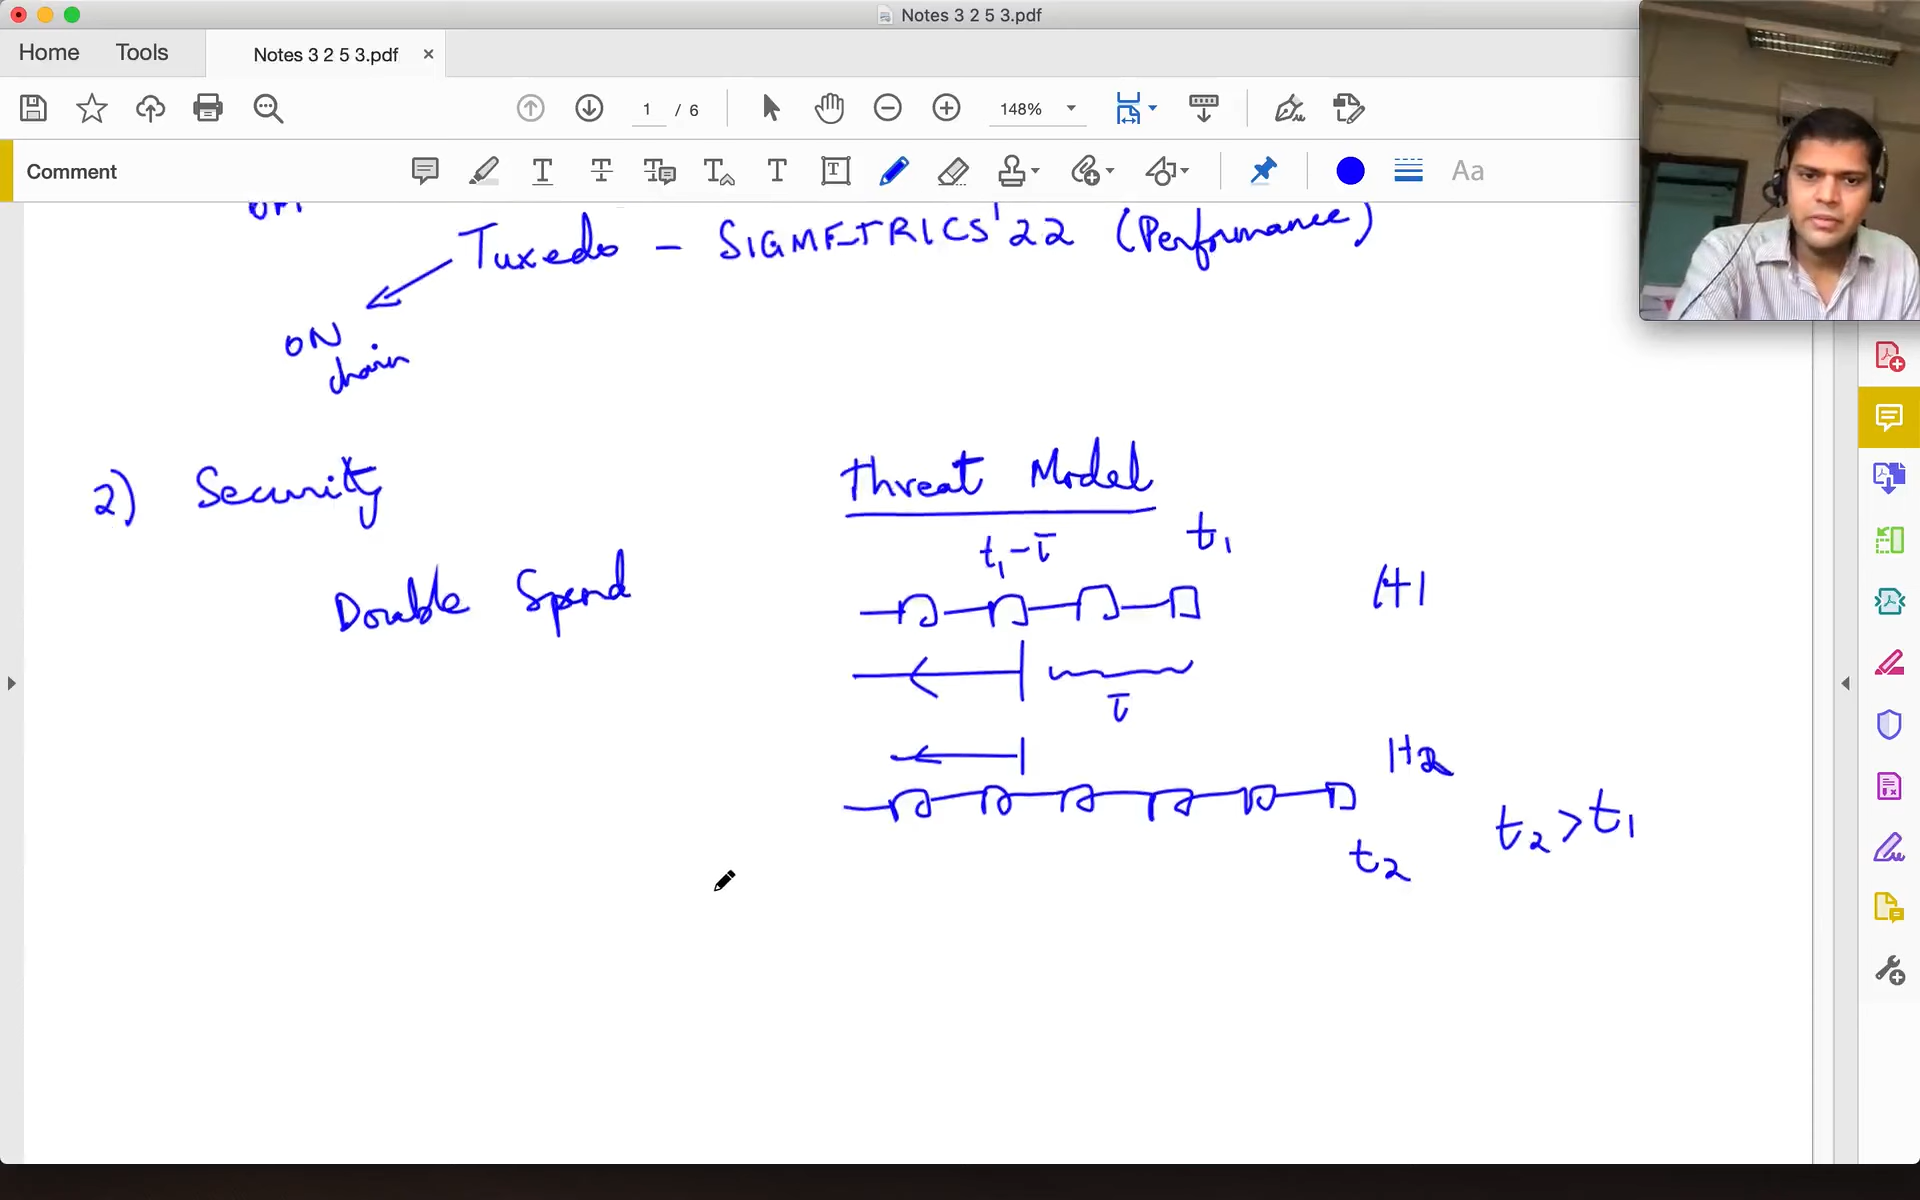 Notes 3 2 5 3.pdf
Home Tools Notes 3 2 5 3.pdf ×
1 / 6 148%
Comment Aa
Tuxedo - SIGMETRICS'22 (Performance)
ON
chain
2) Security
Threat Model
t₁-τ t₁
Double Spend
H1
τ
H2
t₂ > t₁
t₂